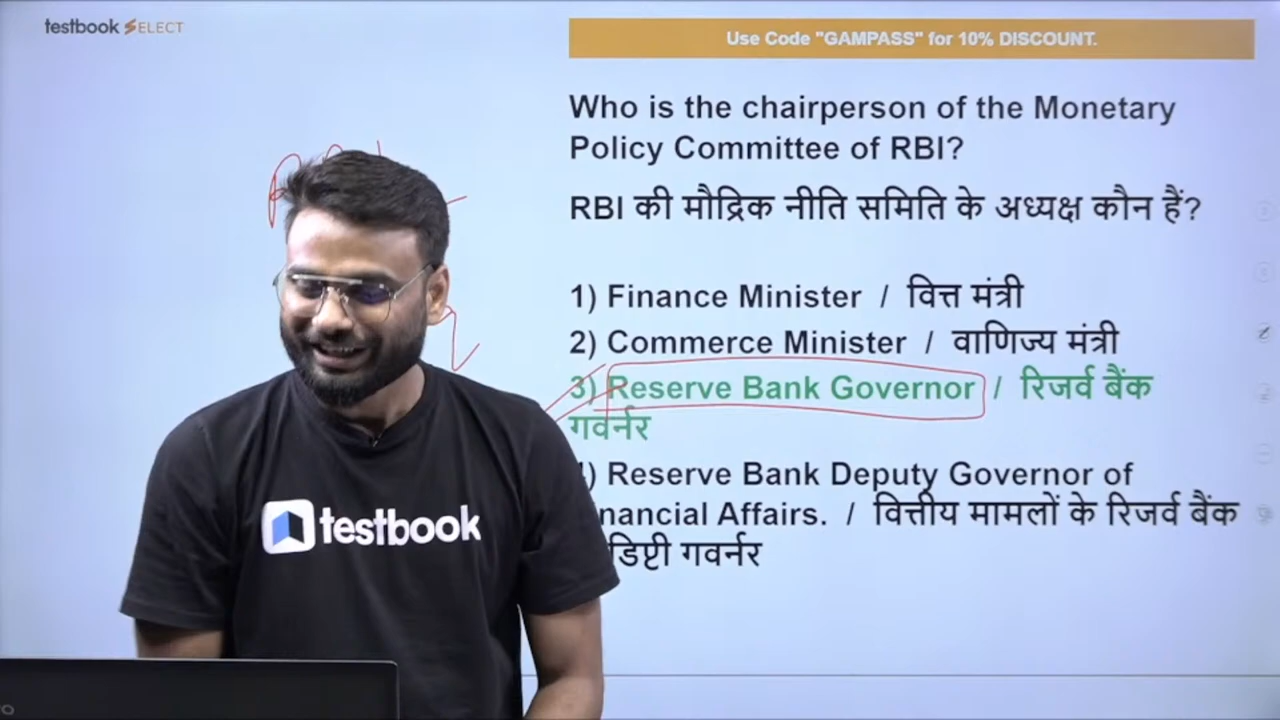 testbook SELECT
Use Code "GAMPASS" for 10% DISCOUNT.
Who is the chairperson of the Monetary
Policy Committee of RBI?
RBI की मौद्रिक नीति समिति के अध्यक्ष कौन हैं?
1) Finance Minister / वित्त मंत्री
2) Commerce Minister / वाणिज्य मंत्री
3) Reserve Bank Governor / रिजर्व बैंक
गवर्नर
) Reserve Bank Deputy Governor of
nancial Affairs. / वित्तीय मामलों के रिजर्व बैंक
डिप्टी गवर्नर
testbook